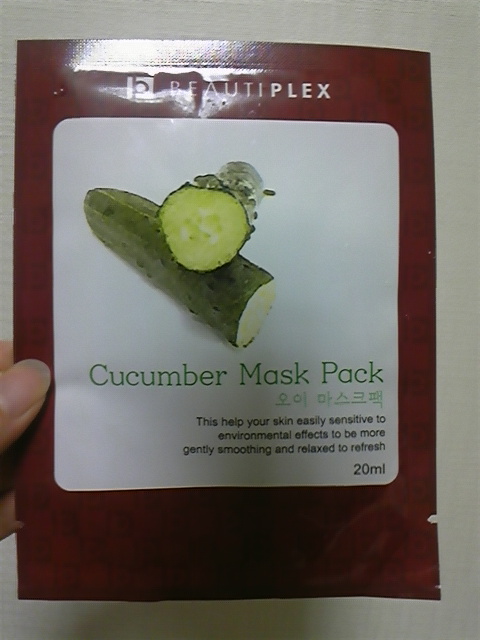 BEAUTIPLEX
Cucumber Mask Pack
오이 마스크팩
This help your skin easily sensitive to
environmental effects to be more
gently smoothing and relaxed to refresh
20ml